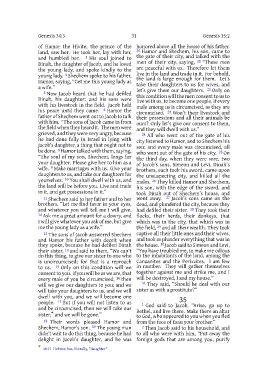 Genesis 34:3 31 Genesis 35:2
of Hamor the Hivite, the prince of the
land, saw her. He took her, lay with her,
and humbled her. 3 His soul joined to
Dinah, the daughter of Jacob, and he loved
the young lady, and spoke kindly to the
young lady. 4 Shechem spoke to his father,
Hamor, saying, "Get me this young lady as
a wife."
5 Now Jacob heard that he had defiled
Dinah, his daughter; and his sons were
with his livestock in the field. Jacob held
his peace until they came. 6 Hamor the
father of Shechem went out to Jacob to talk
with him. 7 The sons of Jacob came in from
the field when they heard it. The men were
grieved, and they were very angry, because
he had done folly in Israel in lying with
Jacob's daughter, a thing that ought not to
be done. 8 Hamor talked with them, saying,
"The soul of my son, Shechem, longs for
your daughter. Please give her to him as a
wife. 9 Make marriages with us. Give your
daughters to us, and take our daughters for
yourselves. 10 You shall dwell with us, and
the land will be before you. Live and trade
in it, and get possessions in it."
11 Shechem said to her father and to her
brothers, "Let me find favor in your eyes,
and whatever you will tell me I will give.
12 Ask me a great amount for a dowry, and
I will give whatever you ask of me, but give
me the young lady as a wife."
13 The sons of Jacob answered Shechem
and Hamor his father with deceit when
they spoke, because he had defiled Dinah
their sister, 14 and said to them, "We can't
do this thing, to give our sister to one who
is uncircumcised; for that is a reproach
to us. 15 Only on this condition will we
consent to you. If you will be as we are, that
every male of you be circumcised, 16 then
will we give our daughters to you; and we
will take your daughters to us, and we will
dwell with you, and we will become one
people. 17 But if you will not listen to us
and be circumcised, then we will take our
sister,* and we will be gone."
18 Their words pleased Hamor and
Shechem, Hamor's son. 19 The young man
didn't wait to do this thing, because he had
delight in Jacob's daughter, and he was
honored above all the house of his father.
20 Hamor and Shechem, his son, came to
the gate of their city, and talked with the
men of their city, saying, 21 "These men
are peaceful with us. Therefore let them
live in the land and trade in it. For behold,
the land is large enough for them. Let's
take their daughters to us for wives, and
let's give them our daughters. 22 Only on
this condition will the men consent to us to
live with us, to become one people, if every
male among us is circumcised, as they are
circumcised. 23 Won't their livestock and
their possessions and all their animals be
ours? Only let's give our consent to them,
and they will dwell with us."
24 All who went out of the gate of his
city listened to Hamor, and to Shechem his
son; and every male was circumcised, all
who went out of the gate of his city. 25 On
the third day, when they were sore, two
of Jacob's sons, Simeon and Levi, Dinah's
brothers, each took his sword, came upon
the unsuspecting city, and killed all the
males. 26 They killed Hamor and Shechem,
his son, with the edge of the sword, and
took Dinah out of Shechem's house, and
went away. 27 Jacob's sons came on the
dead, and plundered the city, because they
had defiled their sister. 28 They took their
flocks, their herds, their donkeys, that
which was in the city, that which was in
the field, 29 and all their wealth. They took
captive all their little ones and their wives,
and took as plunder everything that was in
the house. 30 Jacob said to Simeon and Levi,
"You have troubled me, to make me odious
to the inhabitants of the land, among the
Canaanites and the Perizzites. I am few
in number. They will gather themselves
together against me and strike me, and I
will be destroyed, I and my house."
31 They said, "Should he deal with our
sister as with a prostitute?"
35
1 God said to Jacob, "Arise, go up to
Bethel, and live there. Make there an altar
to God, who appeared to you when you fled
from the face of Esau your brother."
2 Then Jacob said to his household, and
to all who were with him, "Put away the
foreign gods that are among you, purify
* 34:17 Hebrew has, literally, "daughter"